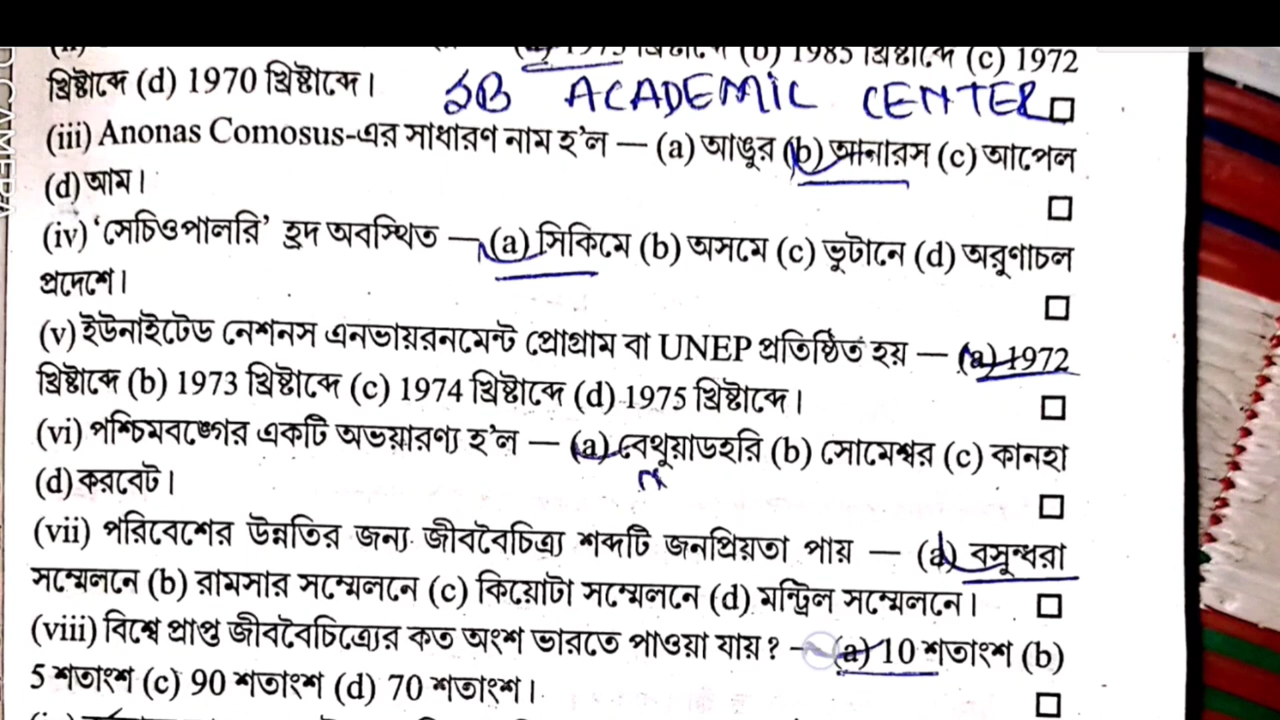 1985 খ্রিষ্টাব্দে (c) 1972
খ্রিষ্টাব্দে (d) 1970 খ্রিষ্টাব্দে।
SB ACADEMIC CENTER
(iii) Anonas Comosus-এর সাধারণ নাম হ'ল — (a) আঙুর (b) আনারস (c) আপেল
(d) আম।
(iv) 'সেচিওপালরি' হ্রদ অবস্থিত — (a) সিকিমে (b) অসমে (c) ভুটানে (d) অরুণাচল
প্রদেশে।
(v) ইউনাইটেড নেশনস এনভায়রনমেন্ট প্রোগ্রাম বা UNEP প্রতিষ্ঠিত হয় — (a) 1972
খ্রিষ্টাব্দে (b) 1973 খ্রিষ্টাব্দে (c) 1974 খ্রিষ্টাব্দে (d) 1975 খ্রিষ্টাব্দে।
(vi) পশ্চিমবঙ্গের একটি অভয়ারণ্য হ'ল — (a) বেথুয়াডহরি (b) সোমেশ্বর (c) কানহা
(d) করবেট।
(vii) পরিবেশের উন্নতির জন্য জীববৈচিত্র্য শব্দটি জনপ্রিয়তা পায় — (a) বসুন্ধরা
সম্মেলনে (b) রামসার সম্মেলনে (c) কিয়োটো সম্মেলনে (d) মন্ট্রিল সম্মেলনে।
(viii) বিশ্বে প্রাপ্ত জীববৈচিত্র্যের কত অংশ ভারতে পাওয়া যায়? — (a) 10 শতাংশ (b)
5 শতাংশ (c) 90 শতাংশ (d) 70 শতাংশ।